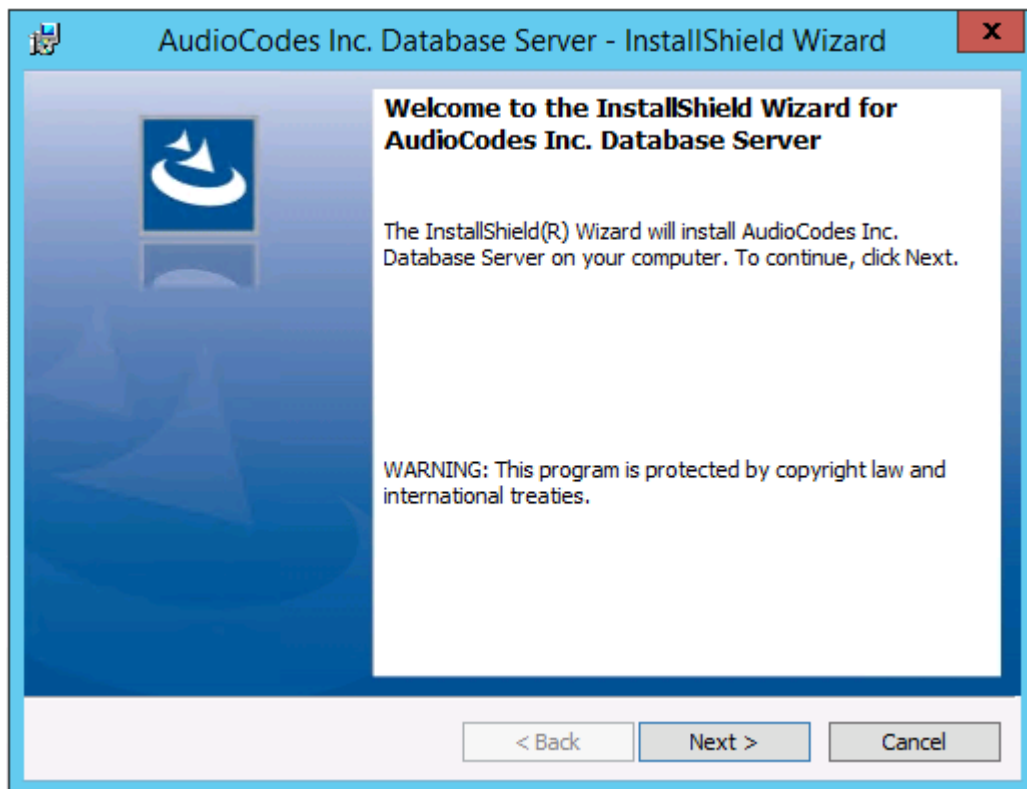 AudioCodes Inc. Database Server - InstallShield Wizard
x
Welcome to the InstallShield Wizard for
AudioCodes Inc. Database Server
The InstallShield(R) Wizard will install AudioCodes Inc.
Database Server on your computer. To continue, click Next.
WARNING: This program is protected by copyright law and
international treaties.
< Back
Next >
Cancel